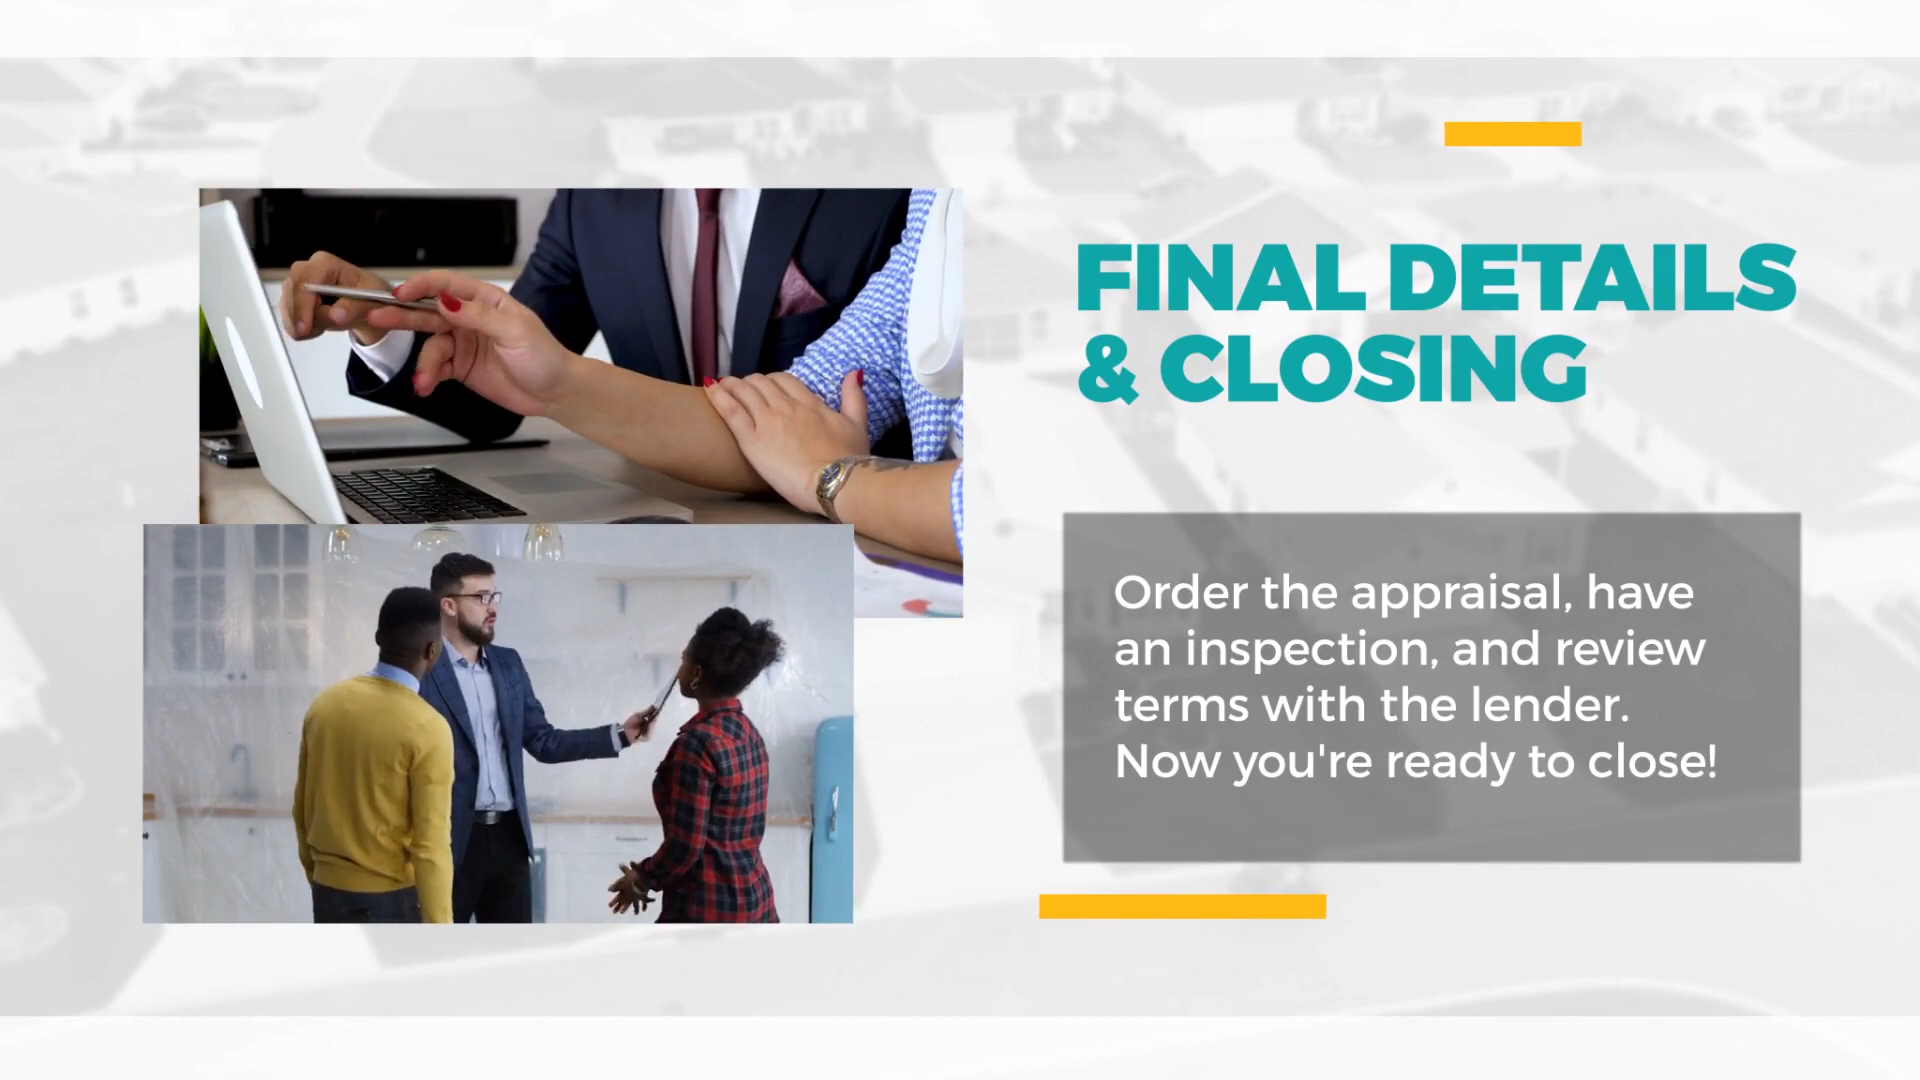 FINAL DETAILS
& CLOSING
Order the appraisal, have
an inspection, and review
terms with the lender.
Now you're ready to close!